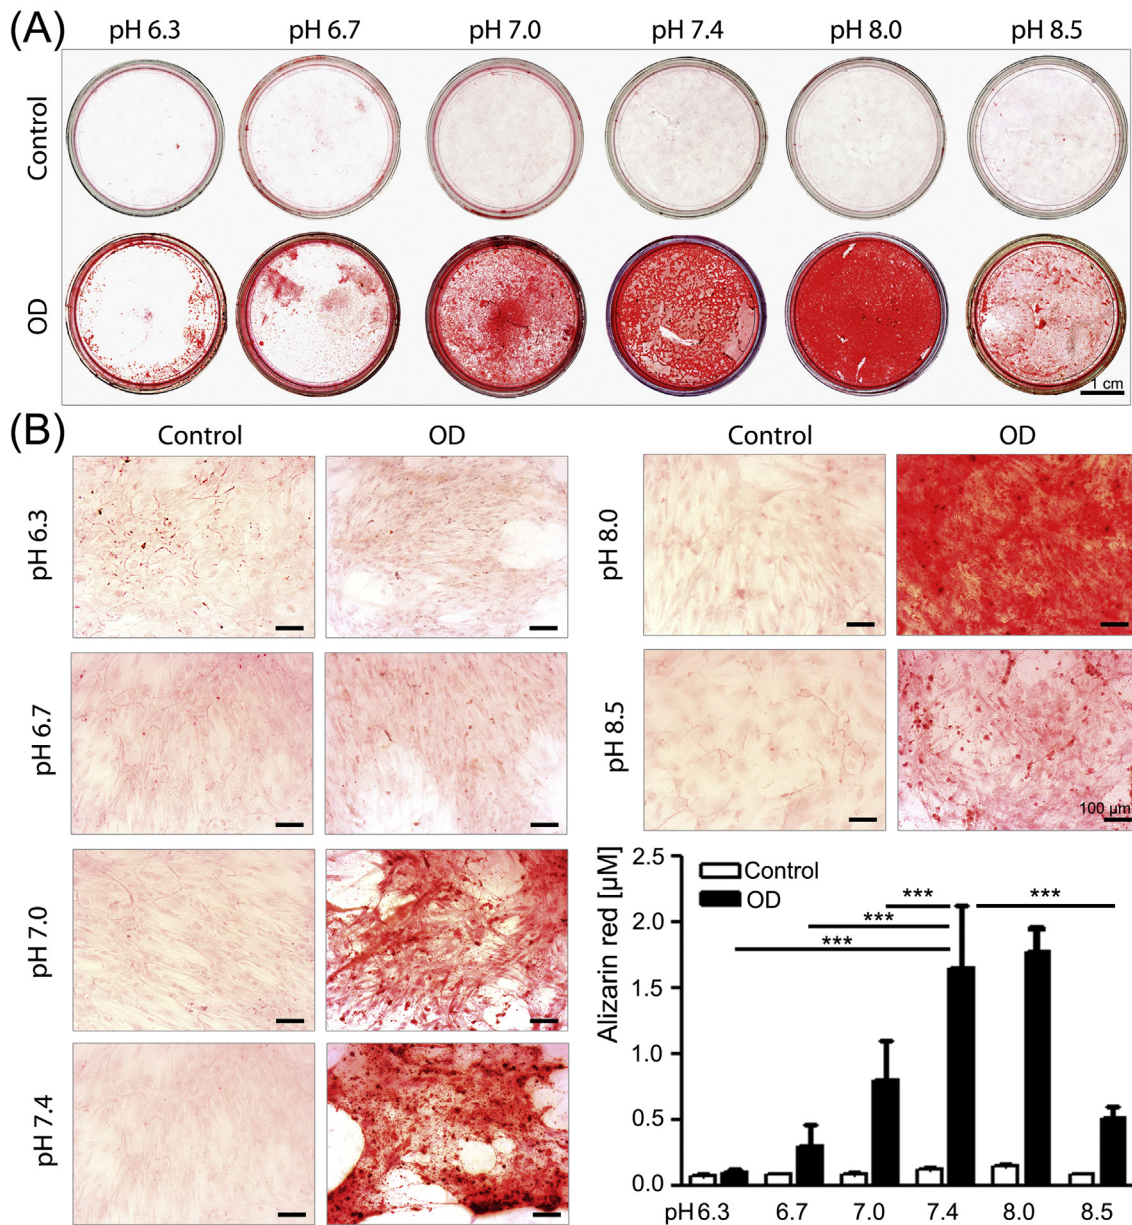 (A)
pH 6.3 pH 6.7 pH 7.0 pH 7.4 pH 8.0 pH 8.5
Control
OD
1 cm
(B)
Control OD
pH 6.3
pH 6.7
pH 7.0
pH 7.4
Control OD
pH 8.0
pH 8.5
100 µm
Alizarin red [µM]
2.5
2.0
1.5
1.0
0.5
0.0
Control
OD
*** ***
***
***
pH 6.3 6.7 7.0 7.4 8.0 8.5